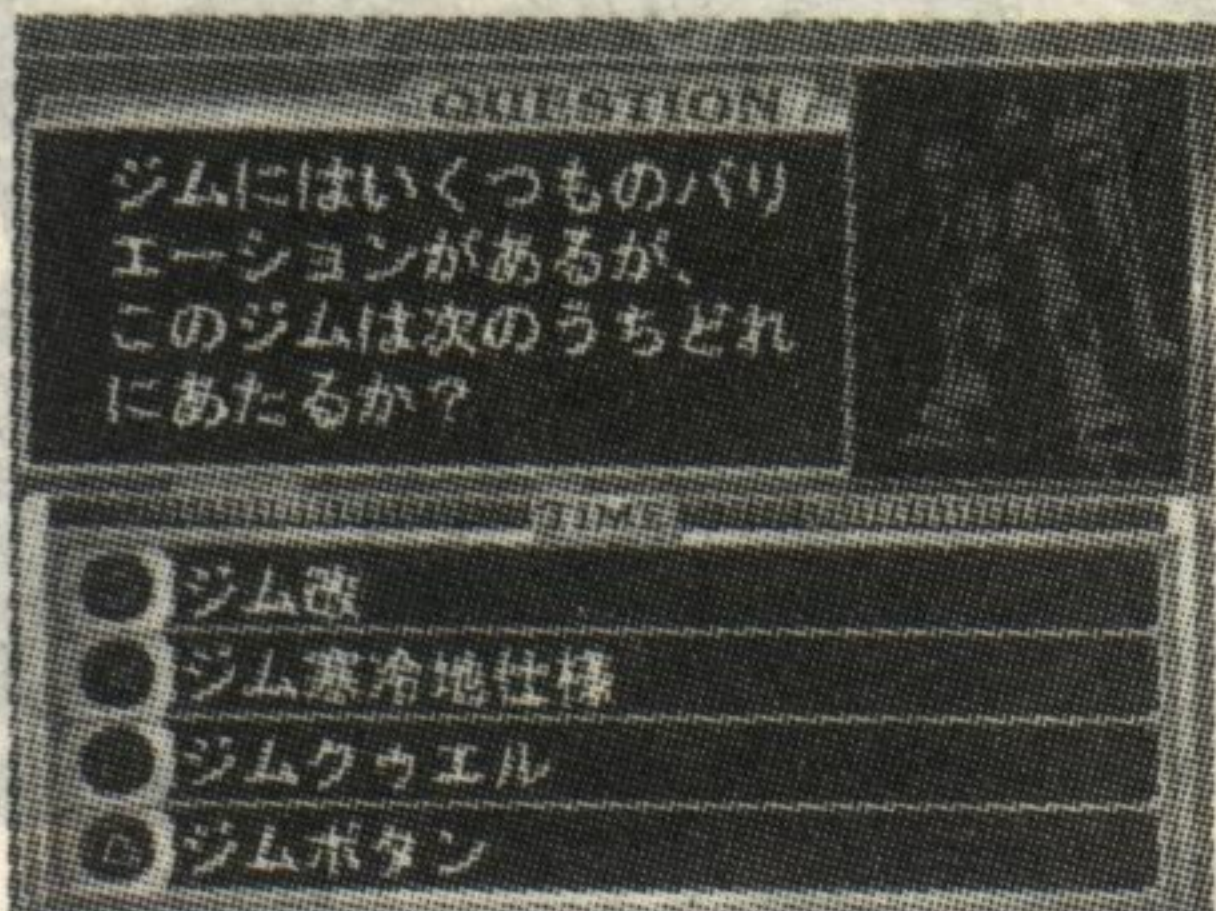 QUESTION
ジムにはいくつものバリ
エーションがあるが、
このジムは次のうちどれ
にあたるか？
ジム改
ジム寒冷地仕様
ジムクゥエル
D
ジムボタン